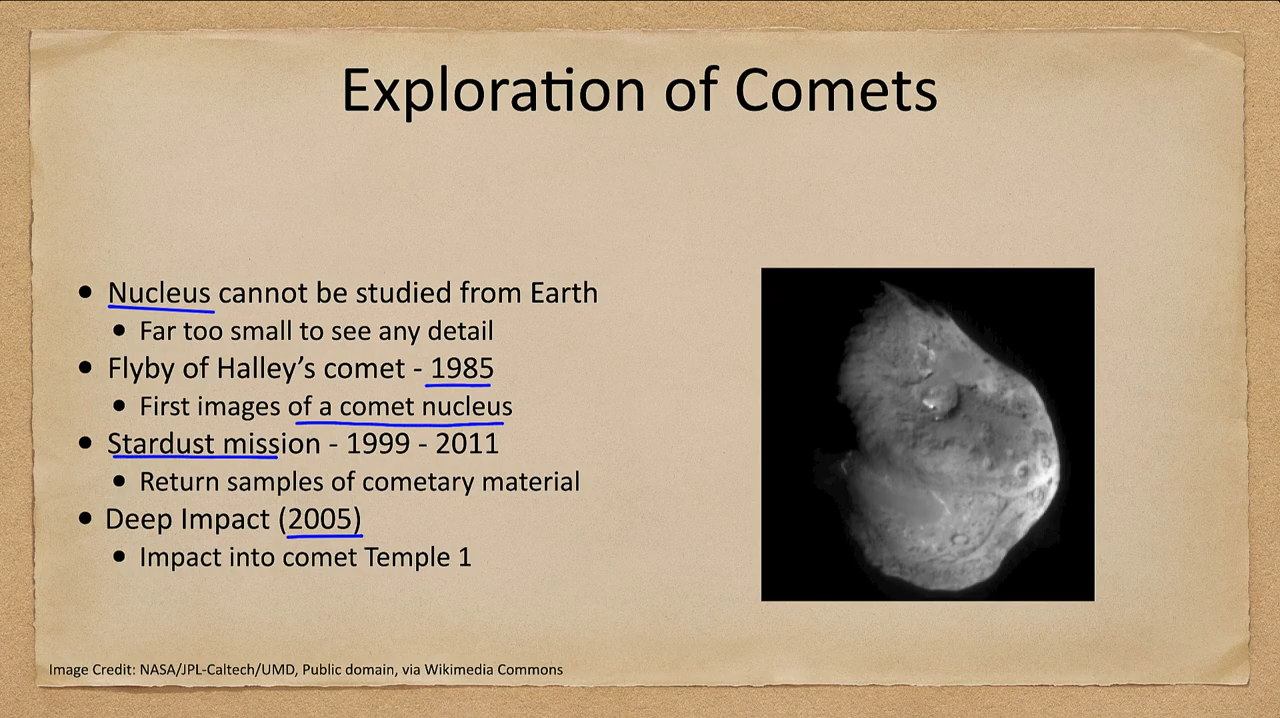 Exploration of Comets
• Nucleus cannot be studied from Earth
• Far too small to see any detail
• Flyby of Halley's comet - 1985
• First images of a comet nucleus
• Stardust mission - 1999 - 2011
• Return samples of cometary material
• Deep Impact (2005)
• Impact into comet Temple 1
Image Credit: NASA/JPL-Caltech/UMD, Public domain, via Wikimedia Commons